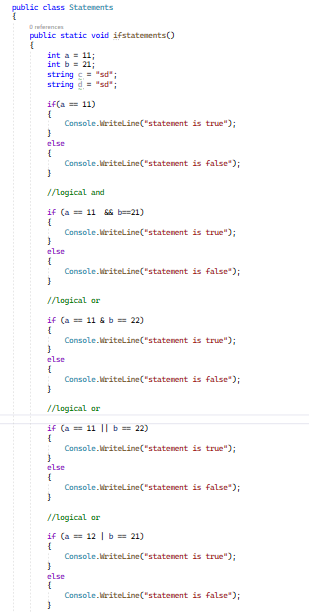 public class Statements
{
0 references
public static void ifstatements()
{
int a = 11;
int b = 21;
string c = "sd";
string d = "sd";
if(a == 11)
{
Console.WriteLine("statement is true");
}
else
{
Console.WriteLine("statement is false");
}
//logical and
if (a == 11  && b==21)
{
Console.WriteLine("statement is true");
}
else
{
Console.WriteLine("statement is false");
}
//logical or
if (a == 11 & b == 22)
{
Console.WriteLine("statement is true");
}
else
{
Console.WriteLine("statement is false");
}
//logical or
if (a == 11 || b == 22)
{
Console.WriteLine("statement is true");
}
else
{
Console.WriteLine("statement is false");
}
//logical or
if (a == 12 | b == 21)
{
Console.WriteLine("statement is true");
}
else
{
Console.WriteLine("statement is false");
}